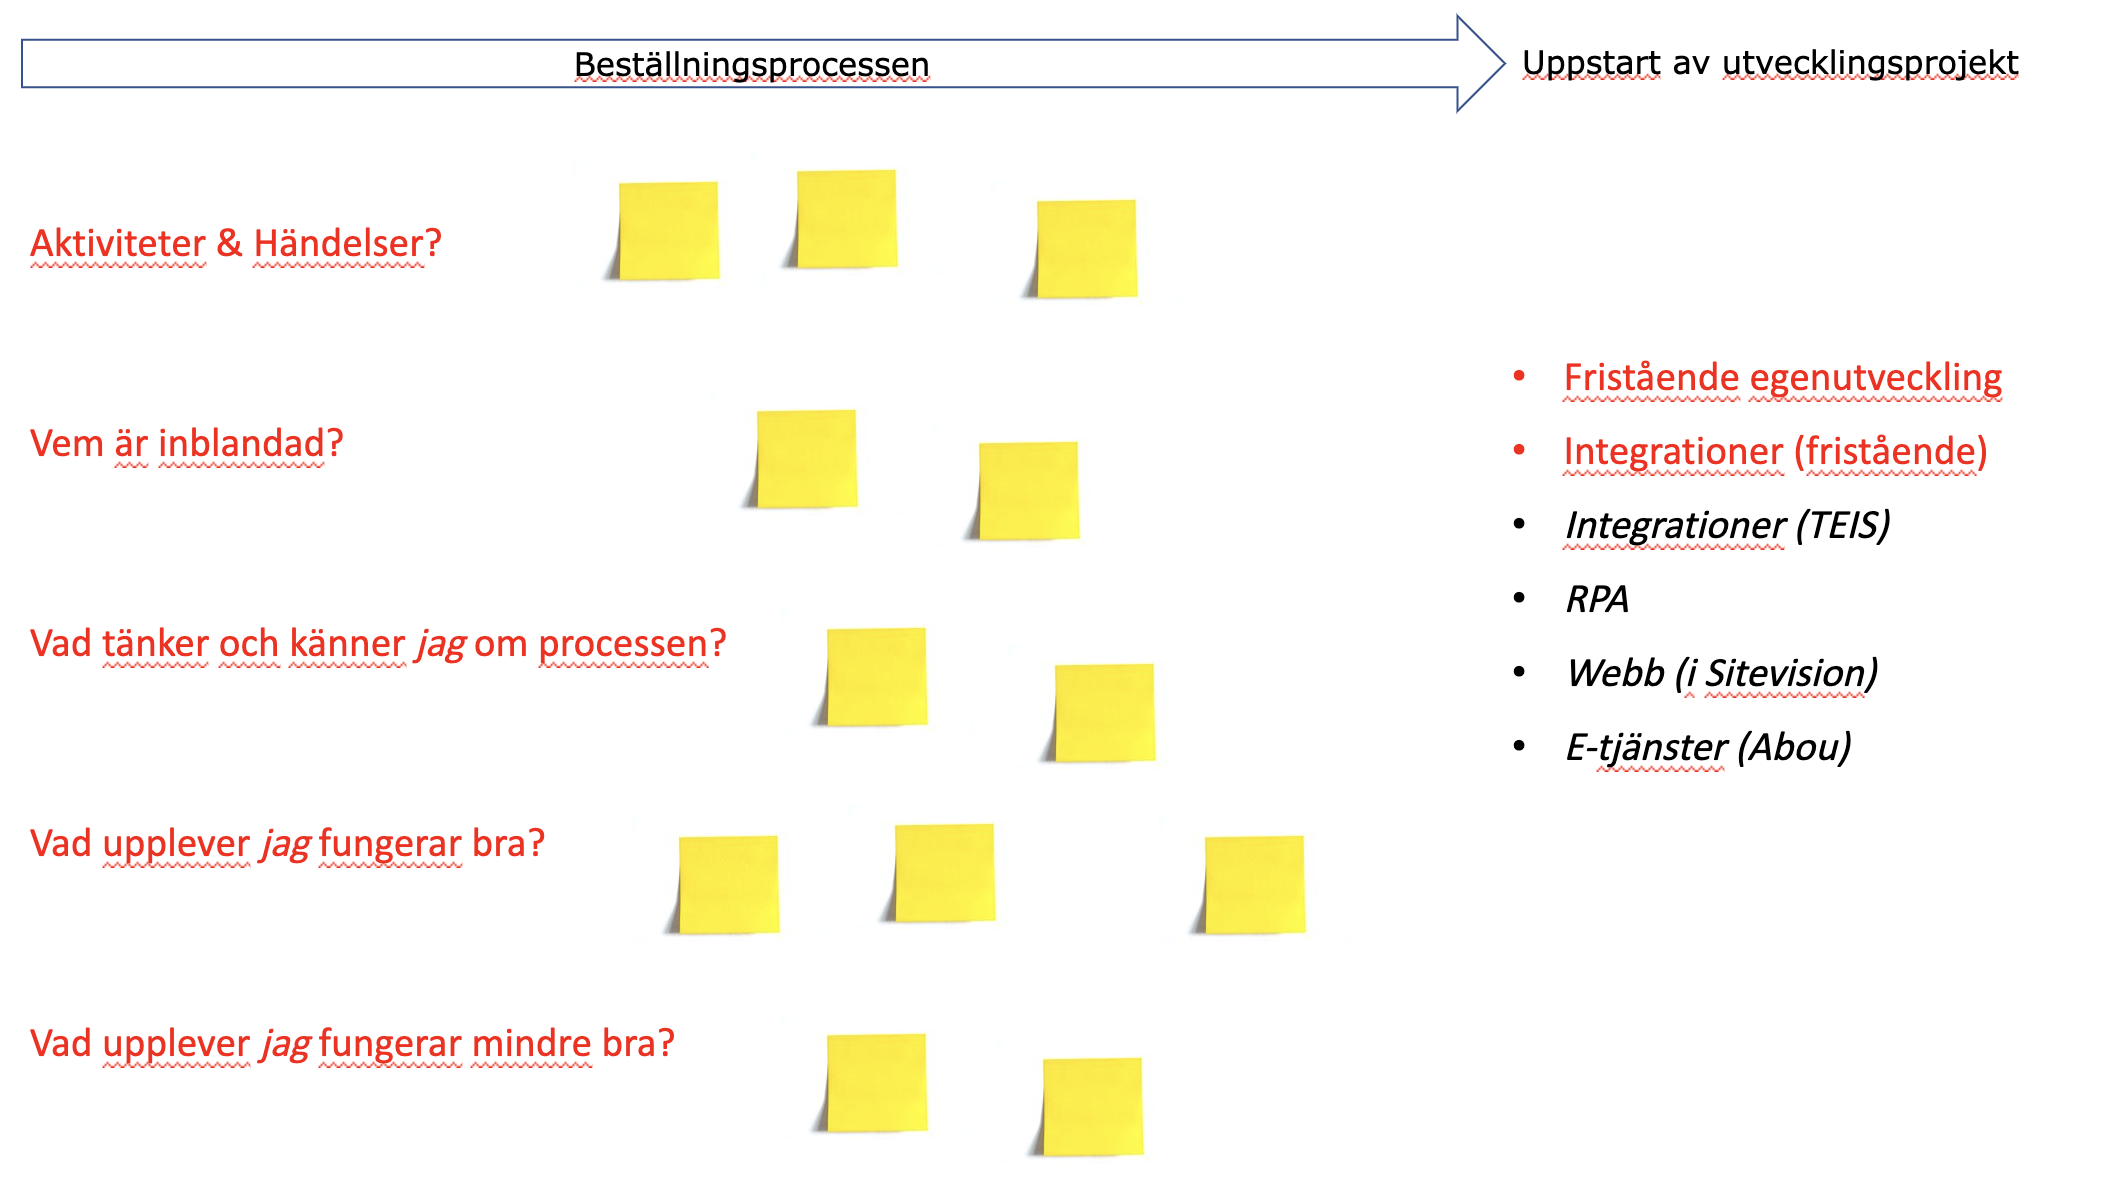 Beställningsprocessen
Uppstart av utvecklingsprojekt
Aktiviteter & Händelser?
Vem är inblandad?
Vad tänker och känner jag om processen?
Vad upplever jag fungerar bra?
Vad upplever jag fungerar mindre bra?
• Fristående egenutveckling
• Integrationer (fristående)
• Integrationer (TEIS)
• RPA
• Webb (i Sitevision)
• E-tjänster (Abou)